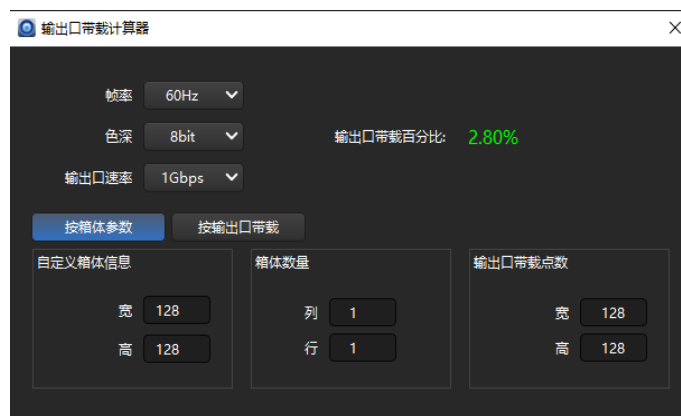 输出口带载计算器
帧率 60Hz
色深 8bit 输出口带载百分比: 2.80%
输出口速率 1Gbps
按箱体参数 按输出口带载
自定义箱体信息 箱体数量 输出口带载点数
宽 128 列 1 宽 128
高 128 行 1 高 128